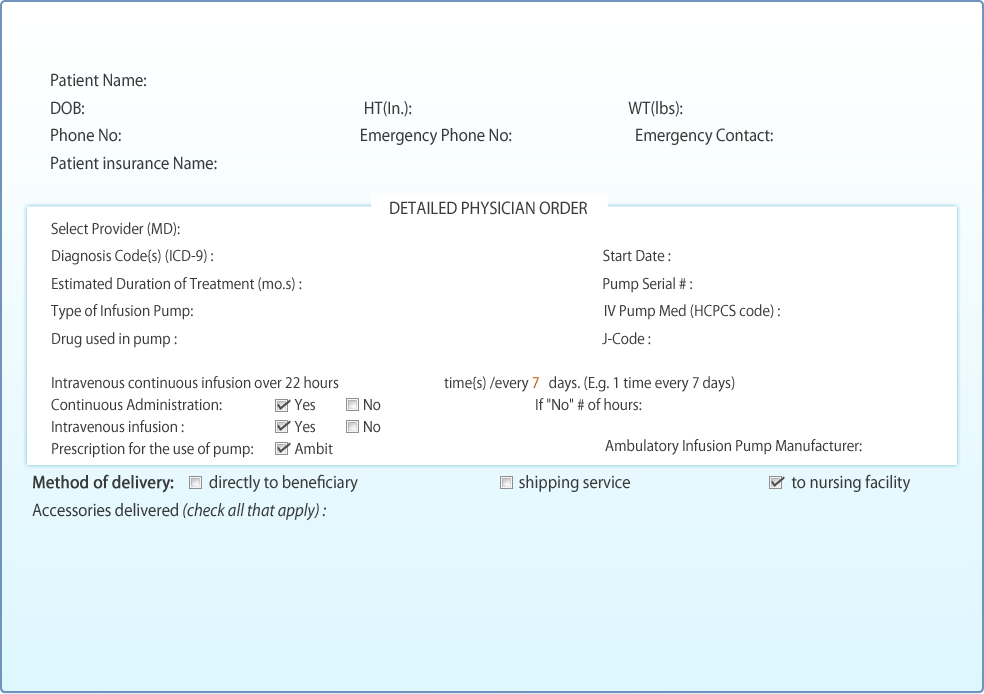 Patient Name:
DOB: HT(In.): WT(lbs):
Phone No: Emergency Phone No: Emergency Contact:
Patient insurance Name:
DETAILED PHYSICIAN ORDER
Select Provider (MD):
Diagnosis Code(s) (ICD-9) : Start Date :
Estimated Duration of Treatment (mo.s) : Pump Serial # :
Type of Infusion Pump: IV Pump Med (HCPCS code) :
Drug used in pump : J-Code :
Intravenous continuous infusion over 22 hours time(s) /every 7 days. (E.g. 1 time every 7 days)
Continuous Administration: Yes No If "No" # of hours:
Intravenous infusion : Yes No
Prescription for the use of pump: Ambit Ambulatory Infusion Pump Manufacturer:
Method of delivery: directly to beneficiary shipping service to nursing facility
Accessories delivered (check all that apply) :